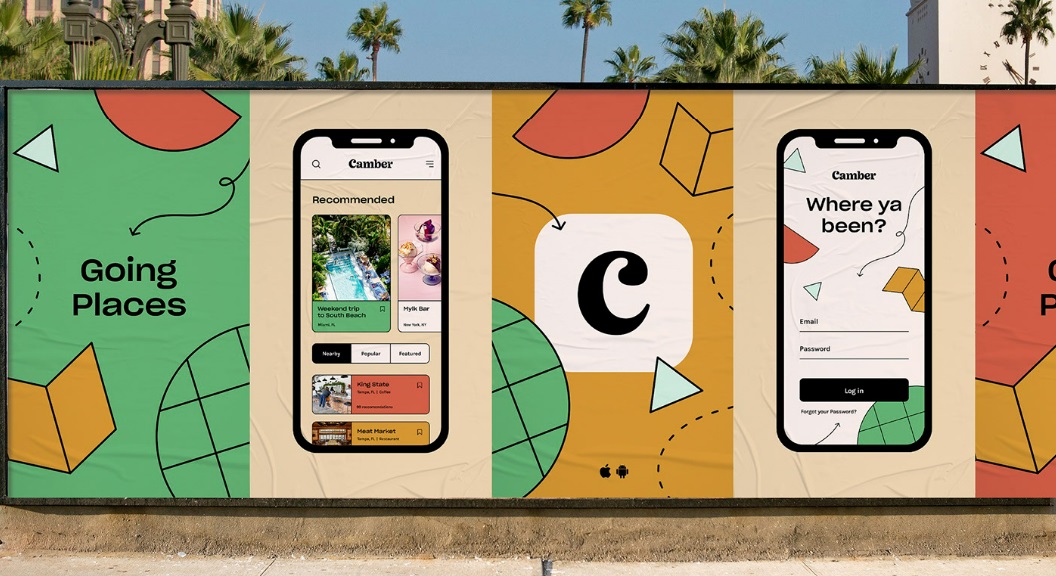 Going
Places
Camber
Recommended
Weekend trip
to South Beach
Miami, FL
Mylk Bar
New York, NY
Nearby
Popular
Featured
King State
Tampa, FL | Coffee
Meat Market
Tampa, FL | Restaurant
c
Camber
Where ya
been?
Email
Password
Log in
Forgot your Password?